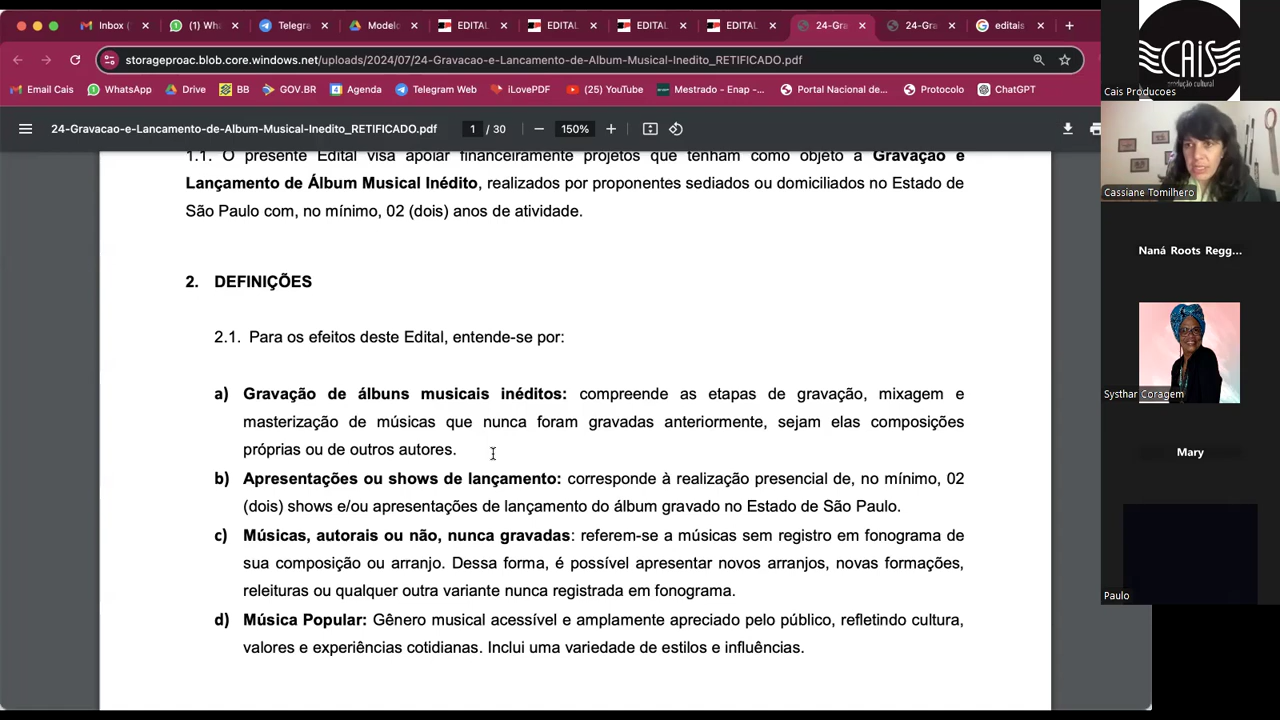 Inbox (
(1) Wha
Telegra
Modelo
EDITAL
EDITAL
EDITAL
EDITAL
24-Gra
24-Gra
editais
storageproac.blob.core.windows.net/uploads/2024/07/24-Gravacao-e-Lancamento-de-Album-Musical-Inedito_RETIFICADO.pdf
Email Cais WhatsApp Drive BB GOV.BR Agenda Telegram Web iLovePDF (25) YouTube Mestrado – Enap –... Portal Nacional de... Protocolo ChatGPT
24-Gravacao-e-Lancamento-de-Album-Musical-Inedito_RETIFICADO.pdf 1 / 30 150%
1.1. O presente Edital visa apoiar financeiramente projetos que tenham como objeto a Gravação e
Lançamento de Álbum Musical Inédito, realizados por proponentes sediados ou domiciliados no Estado de
São Paulo com, no mínimo, 02 (dois) anos de atividade.
2. DEFINIÇÕES
2.1. Para os efeitos deste Edital, entende-se por:
a) Gravação de álbuns musicais inéditos: compreende as etapas de gravação, mixagem e
masterização de músicas que nunca foram gravadas anteriormente, sejam elas composições
próprias ou de outros autores.
b) Apresentações ou shows de lançamento: corresponde à realização presencial de, no mínimo, 02
(dois) shows e/ou apresentações de lançamento do álbum gravado no Estado de São Paulo.
c) Músicas, autorais ou não, nunca gravadas: referem-se a músicas sem registro em fonograma de
sua composição ou arranjo. Dessa forma, é possível apresentar novos arranjos, novas formações,
releituras ou qualquer outra variante nunca registrada em fonograma.
d) Música Popular: Gênero musical acessível e amplamente apreciado pelo público, refletindo cultura,
valores e experiências cotidianas. Inclui uma variedade de estilos e influências.
CAIS
produção cultural
Cais Producoes
Cassiane Tomilhero
Naná Roots Regg...
Systhar Coragem
Mary
Paulo